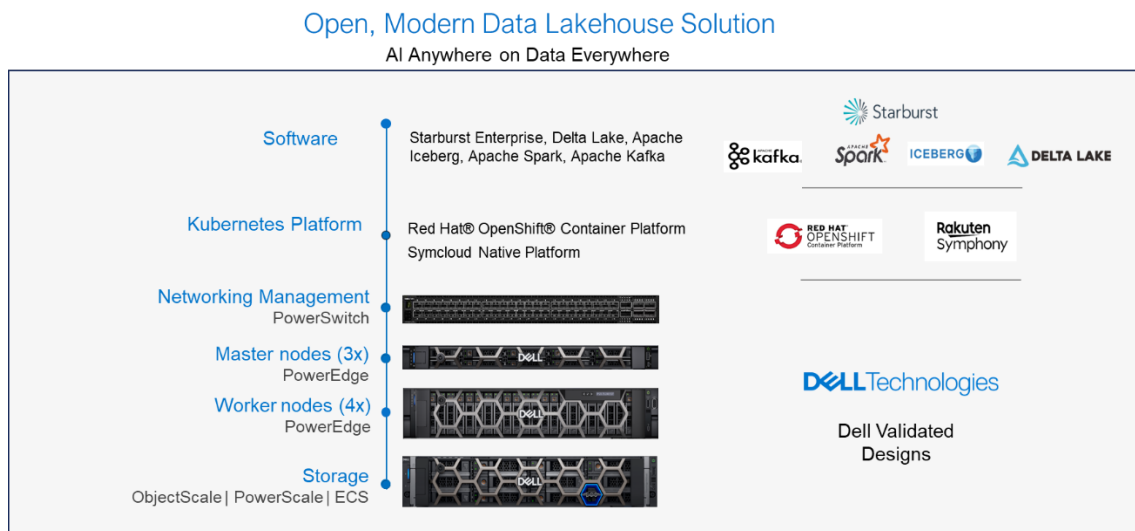 Open, Modern Data Lakehouse Solution
AI Anywhere on Data Everywhere
Software
Starburst Enterprise, Delta Lake, Apache
Iceberg, Apache Spark, Apache Kafka
Starburst
kafka.
APACHE
Spark
ICEBERG
DELTA LAKE
Kubernetes Platform
Red Hat® OpenShift® Container Platform
Symcloud Native Platform
RED HAT
OPENSHIFT
Container Platform
Rakuten
Symphony
Networking Management
PowerSwitch
Master nodes (3x)
PowerEdge
DELL
Worker nodes (4x)
PowerEdge
DELL
Storage
ObjectScale | PowerScale | ECS
DELL
DELL Technologies
Dell Validated
Designs